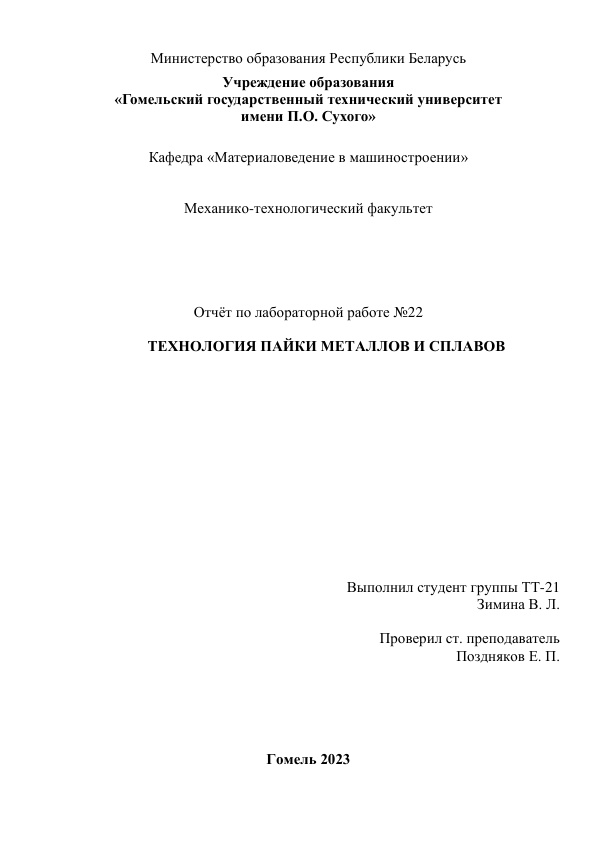 Министерство образования Республики Беларусь
Учреждение образования
«Гомельский государственный технический университет
имени П.О. Сухого»
Кафедра «Материаловедение в машиностроении»
Механико-технологический факультет
Отчёт по лабораторной работе №22
ТЕХНОЛОГИЯ ПАЙКИ МЕТАЛЛОВ И СПЛАВОВ
Выполнил студент группы ТТ-21
Зимина В. Л.
Проверил ст. преподаватель
Поздняков Е. П.
Гомель 2023